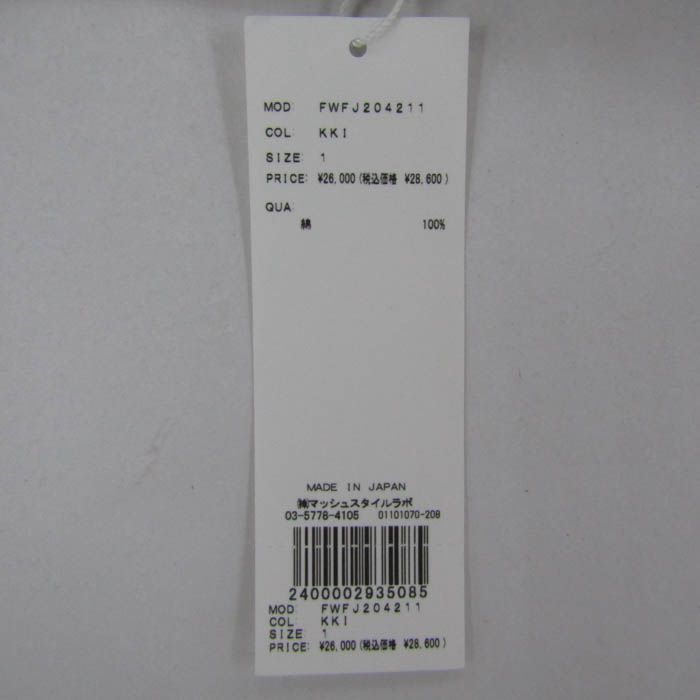 MOD: FWFJ204211
COL: KKI
SIZE: 1
PRICE: ¥26,000(税込価格 ¥28,600)
QUA:
綿 100%
MADE IN JAPAN
㈱マッシュスタイルラボ
03-5778-4105 01101070-208
2400002935085
MOD: FWFJ204211
COL: KKI
SIZE: 1
PRICE: ¥26,000(税込価格 ¥28,600)